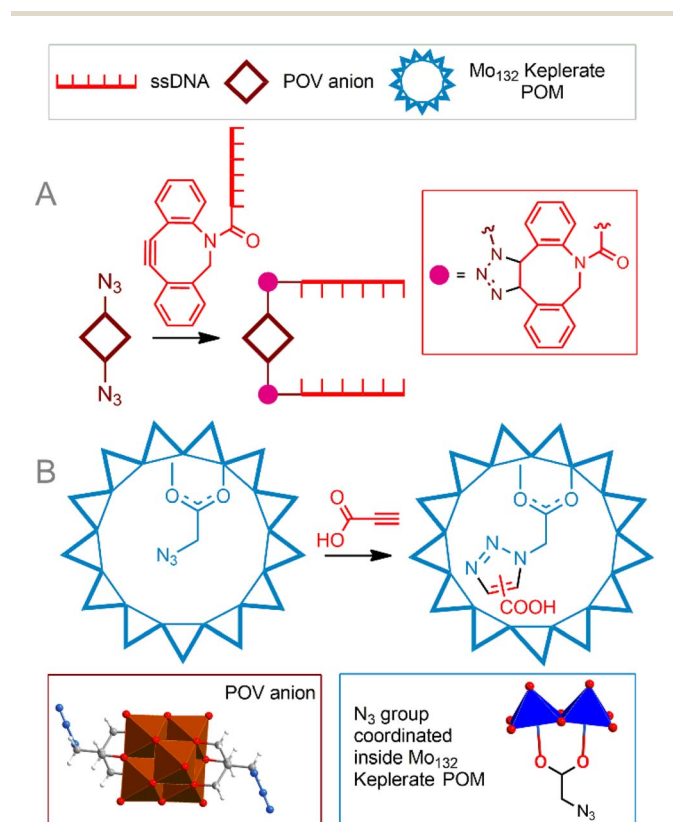 ssDNA
POV anion
Mo₁₃₂ Keplerate
POM
A
N
O
N₃
N₃
=
N
N
N
N
O
B
O
O
N₃
O
HO
O
O
N
N
N
COOH
POV anion
N₃ group
coordinated
inside Mo₁₃₂
Keplerate POM
O
O
N₃